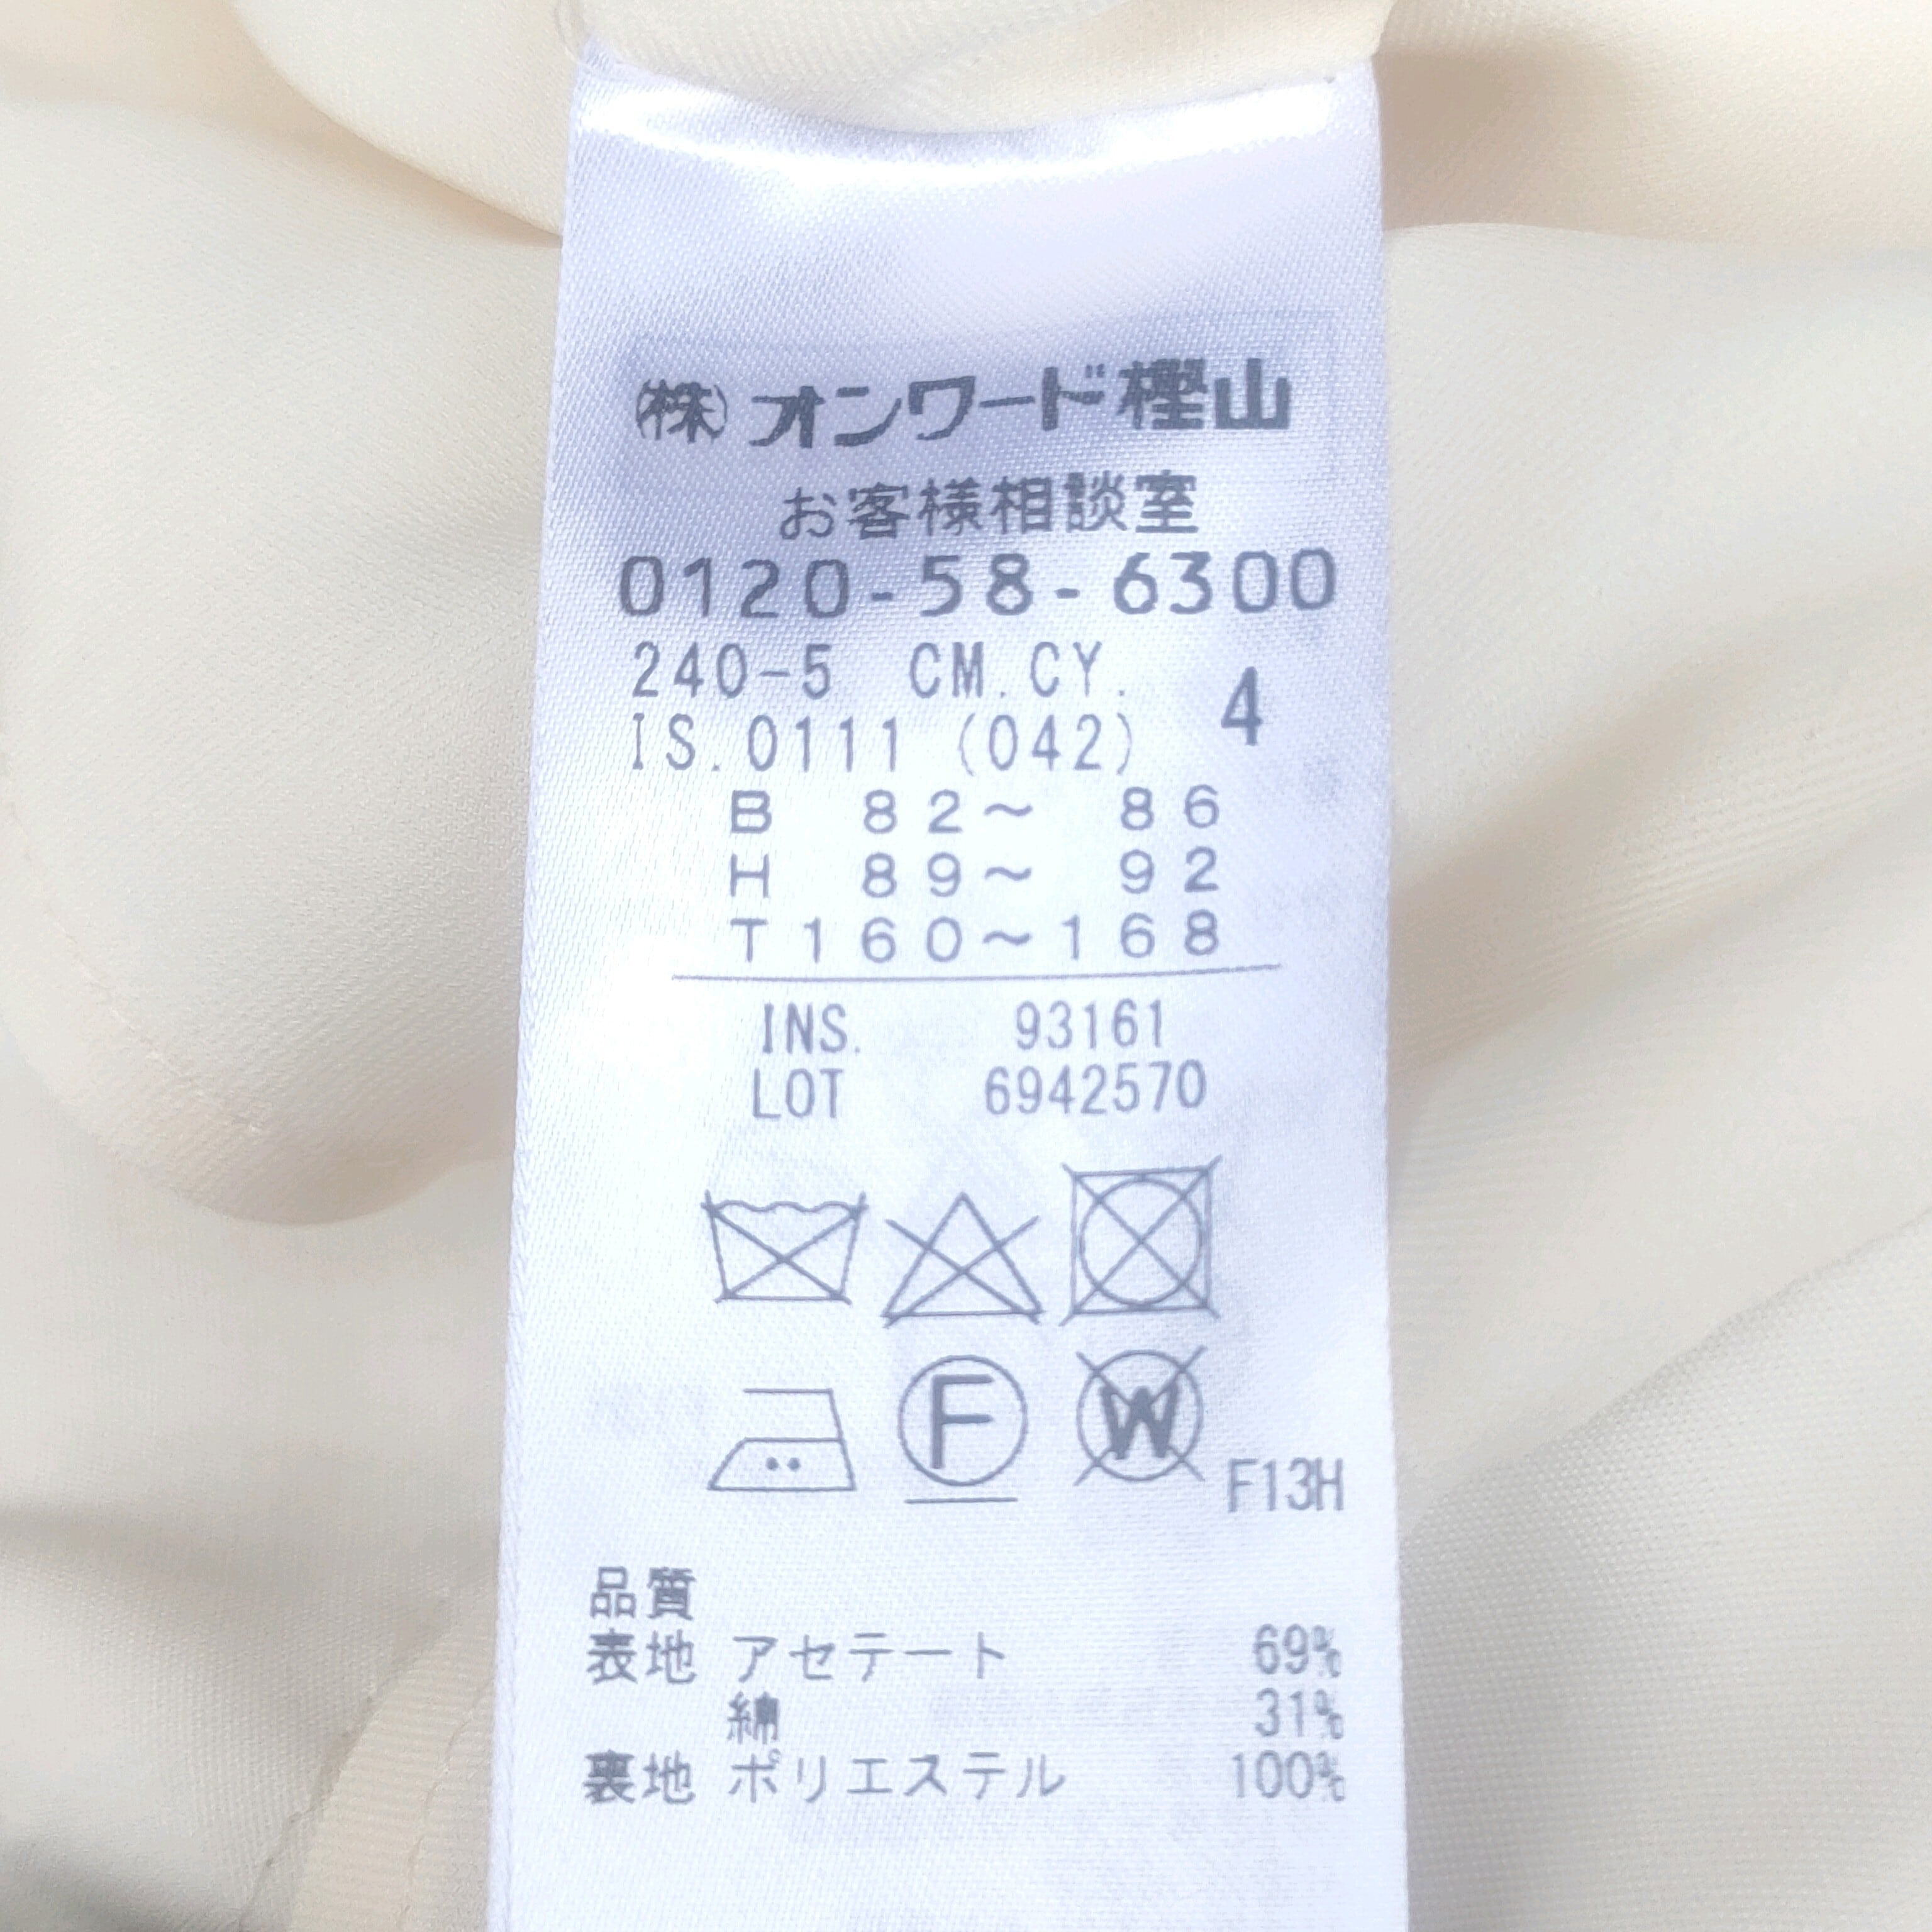 ㈱オンワード樫山
お客様相談室
0120-58-6300
240-5 CM.CY. 4
IS.0111 (042)
B 82～ 86
H 89～ 92
T160～168
INS. 93161
LOT 6942570
F
W
F13H
品質
表地 アセテート 69%
綿 31%
裏地 ポリエステル 100%